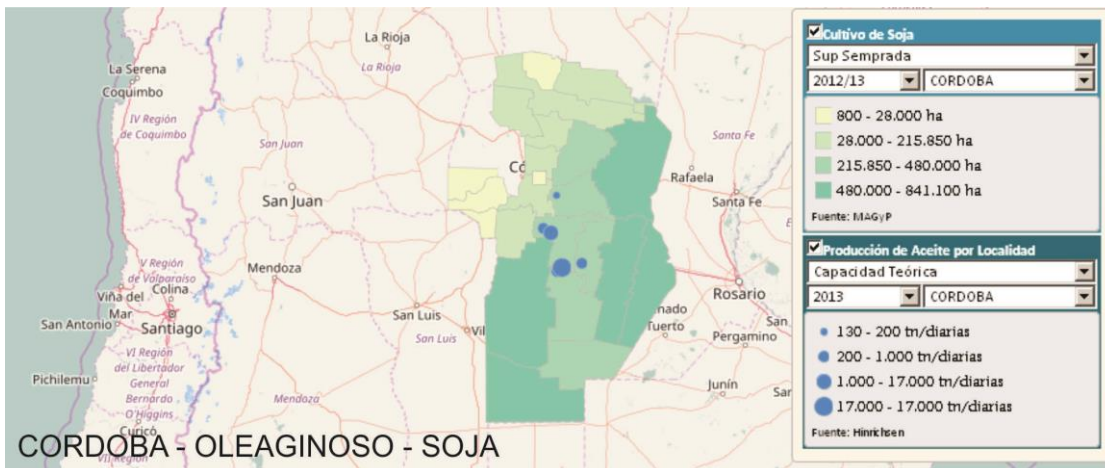 La Rioja
La Rioja
La Serena
Coquimbo
IV Región
de Coquimbo
San Juan
Santa Fe
Có
Rafaela
San Juan
Santa Fe
V Región
de Valparaíso
Mendoza
Viña del
Mar
Colina
Rosario
San Antonio
Santiago
San Luis
Vil
nado
Tuerto
San
Pergamino
San Luis
VI Región
del Libertador
General
Bernardo
O'Higgins
Pichilemu
Junín
Mendoza
Curicó
VII Región
CORDOBA - OLEAGINOSO - SOJA
Cultivo de Soja
Sup Semprada
2012/13 CORDOBA
800 - 28.000 ha
28.000 - 215.850 ha
215.850 - 480.000 ha
480.000 - 841.100 ha
Fuente: MAGyP
Producción de Aceite por Localidad
Capacidad Teórica
2013 CORDOBA
130 - 200 tn/diarias
200 - 1.000 tn/diarias
1.000 - 17.000 tn/diarias
17.000 - 17.000 tn/diarias
Fuente: Hinrichsen